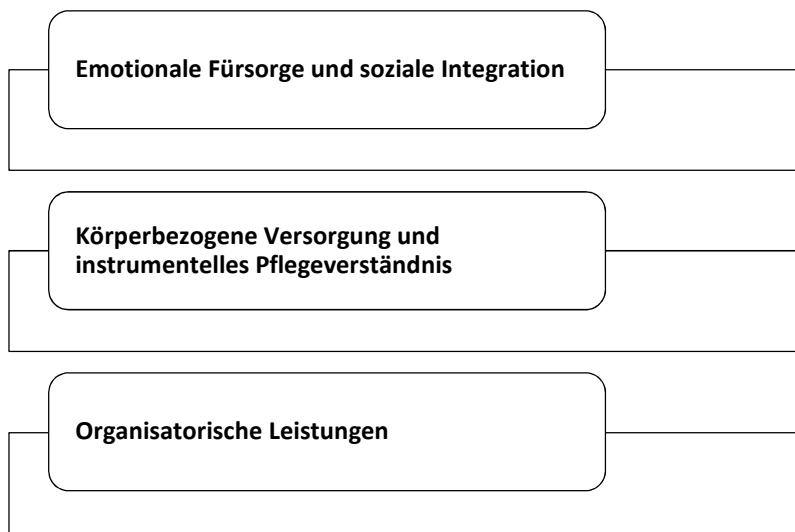 Emotionale Fürsorge und soziale Integration
Körperbezogene Versorgung und
instrumentelles Pflegeverständnis
Organisatorische Leistungen